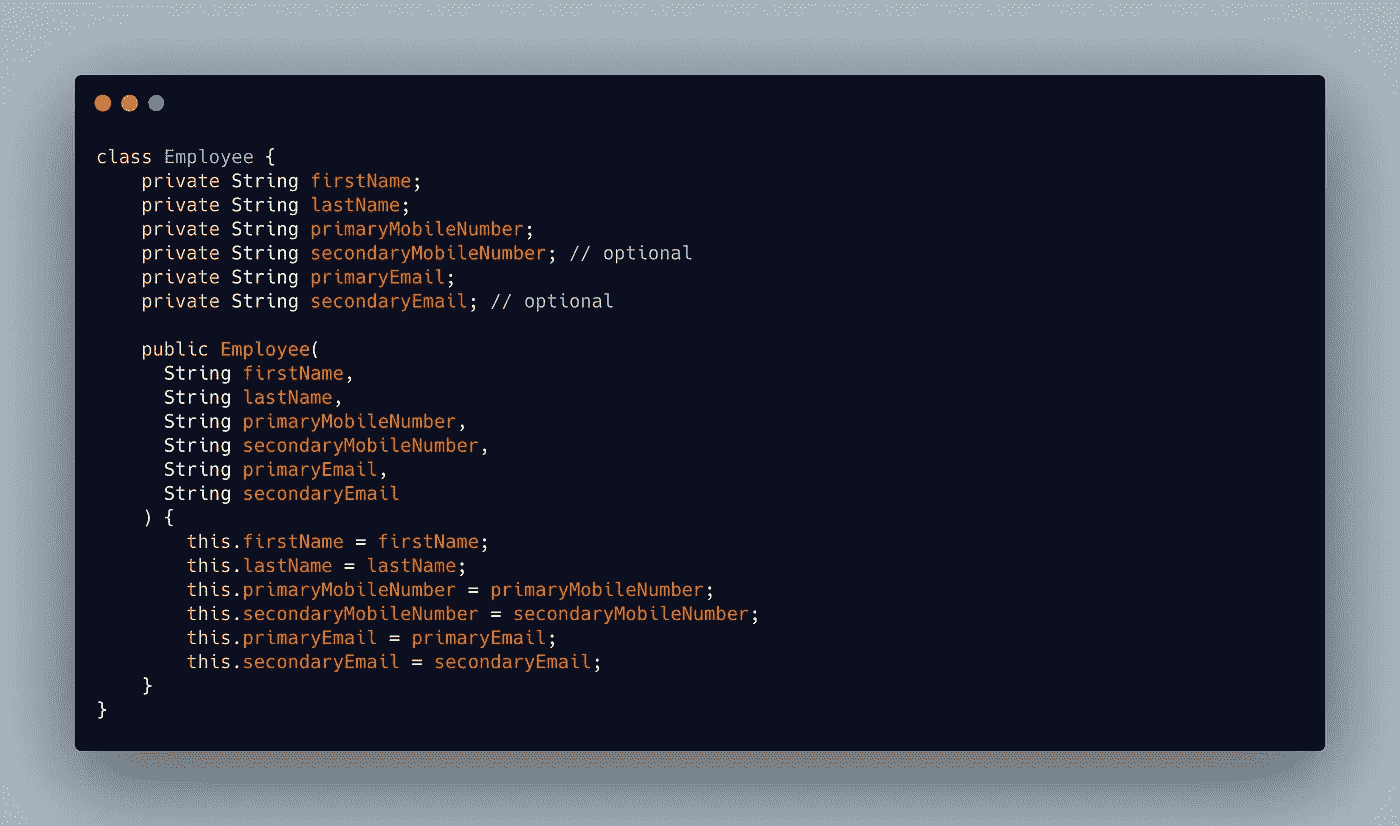 class Employee {
    private String firstName;
    private String lastName;
    private String primaryMobileNumber;
    private String secondaryMobileNumber; // optional
    private String primaryEmail;
    private String secondaryEmail; // optional

    public Employee(
      String firstName,
      String lastName,
      String primaryMobileNumber,
      String secondaryMobileNumber,
      String primaryEmail,
      String secondaryEmail
    ) {
        this.firstName = firstName;
        this.lastName = lastName;
        this.primaryMobileNumber = primaryMobileNumber;
        this.secondaryMobileNumber = secondaryMobileNumber;
        this.primaryEmail = primaryEmail;
        this.secondaryEmail = secondaryEmail;
    }
}